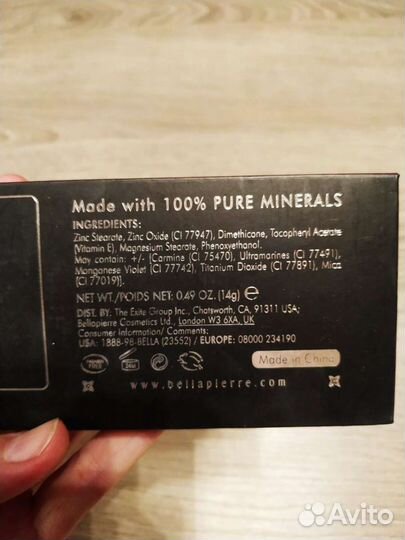 Made with 100% PURE MINERALS
INGREDIENTS:
Zinc Stearate, Zinc Oxide (CI 77947), Dimethicone, Tocopheryl Acetate
(Vitamin E), Magnesium Stearate, Phenoxyethanol.
May contain: +/- [Carmine (CI 75470), Ultramarines (CI 77491),
Manganese Violet (CI 77742), Titanium Dioxide (CI 77891), Mica
(CI 77019)].
NET WT./POIDS NET: 0.49 OZ. (14g) ℮
DIST. BY: The Exite Group Inc., Chatsworth, CA, 91311 USA;
Bellapierre Cosmetics Ltd., London W3 6XA, UK
Consumer Information/ Comments:
USA: 1888-98-BELLA (23552) / EUROPE: 08000 234190
24M
Made in China
www.bellapierre.com
Avito